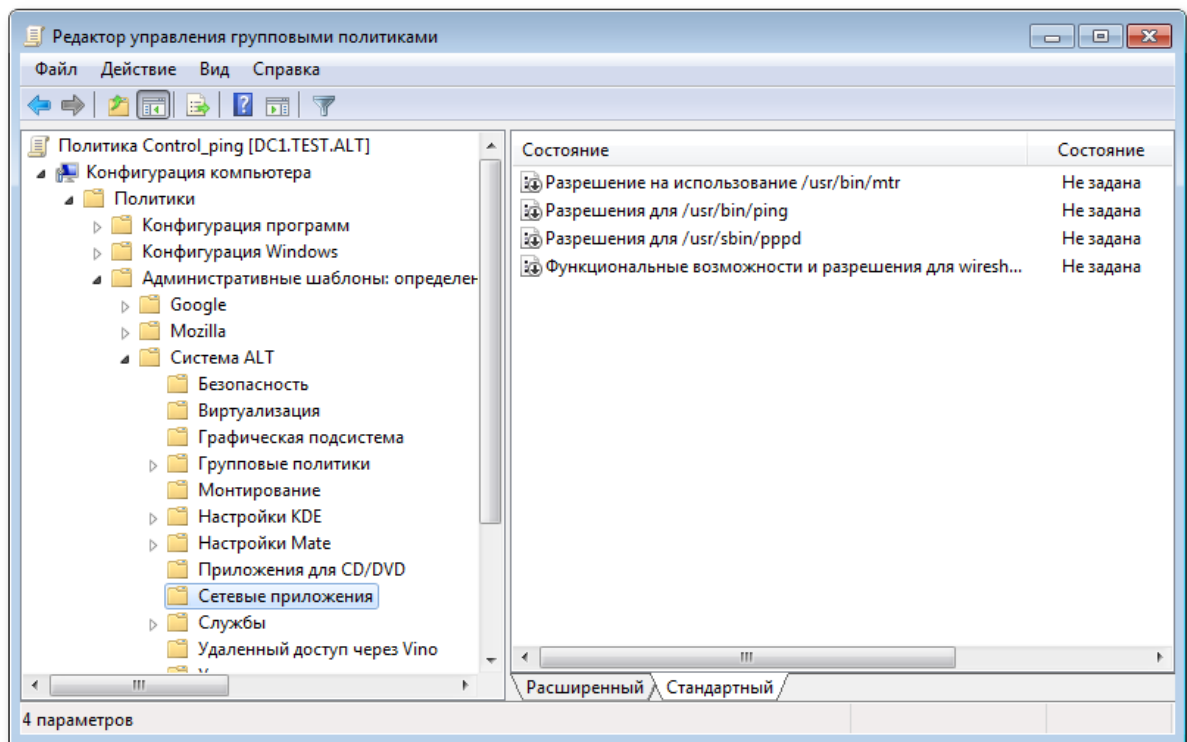 Редактор управления групповыми политиками
Файл Действие Вид Справка
Политика Control_ping [DC1.TEST.ALT]
Конфигурация компьютера
Политики
Конфигурация программ
Конфигурация Windows
Административные шаблоны: определен
Google
Mozilla
Система ALT
Безопасность
Виртуализация
Графическая подсистема
Групповые политики
Монтирование
Настройки KDE
Настройки Mate
Приложения для CD/DVD
Сетевые приложения
Службы
Удаленный доступ через Vino
Состояние Состояние
Разрешение на использование /usr/bin/mtr Не задана
Разрешения для /usr/bin/ping Не задана
Разрешения для /usr/sbin/pppd Не задана
Функциональные возможности и разрешения для wiresh... Не задана
Расширенный Стандартный
4 параметров